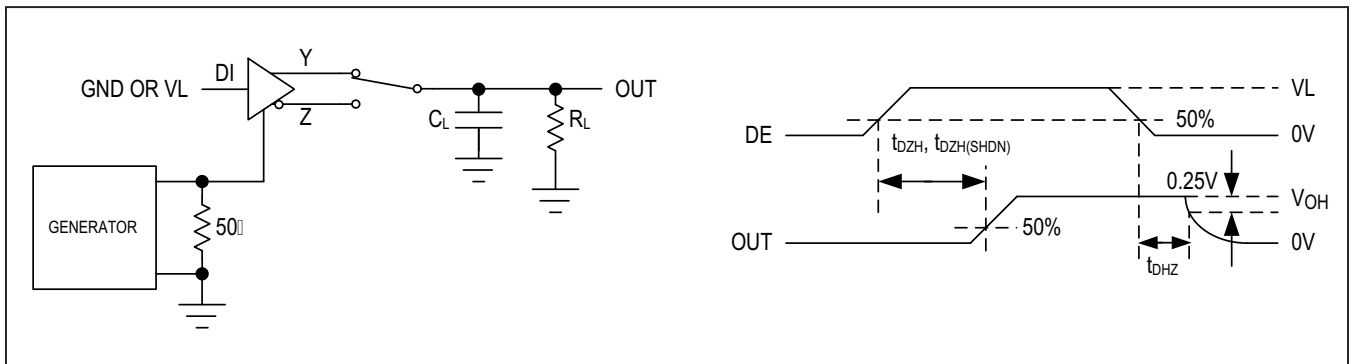 GND OR VL
DI
Y
Z
OUT
CL
RL
GENERATOR
50▯
DE
VL
50%
0V
tDZH, tDZH(SHDN)
0.25V
VOH
OUT
50%
0V
tDHZ